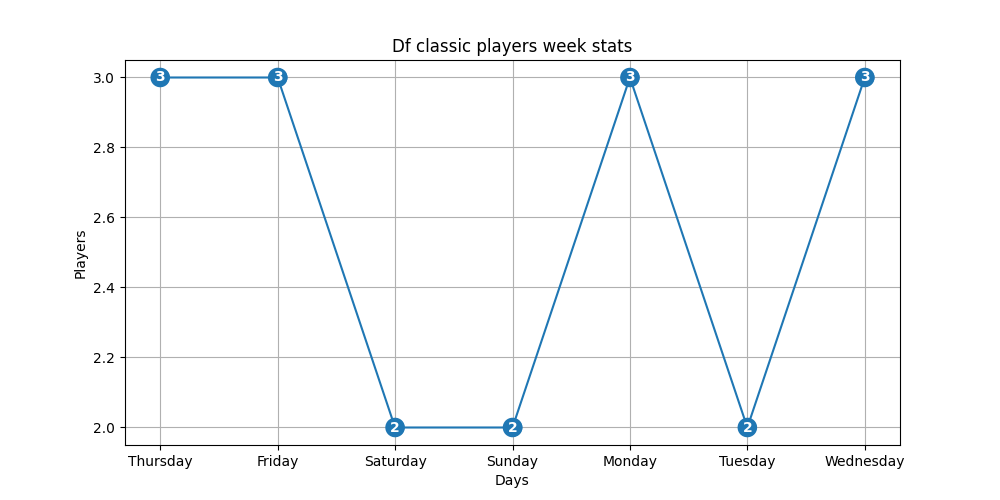 Df classic players week stats
3.0
2.8
2.6
2.4
2.2
2.0
Players
3 3 2 2 3 2 3
Thursday Friday Saturday Sunday Monday Tuesday Wednesday
Days